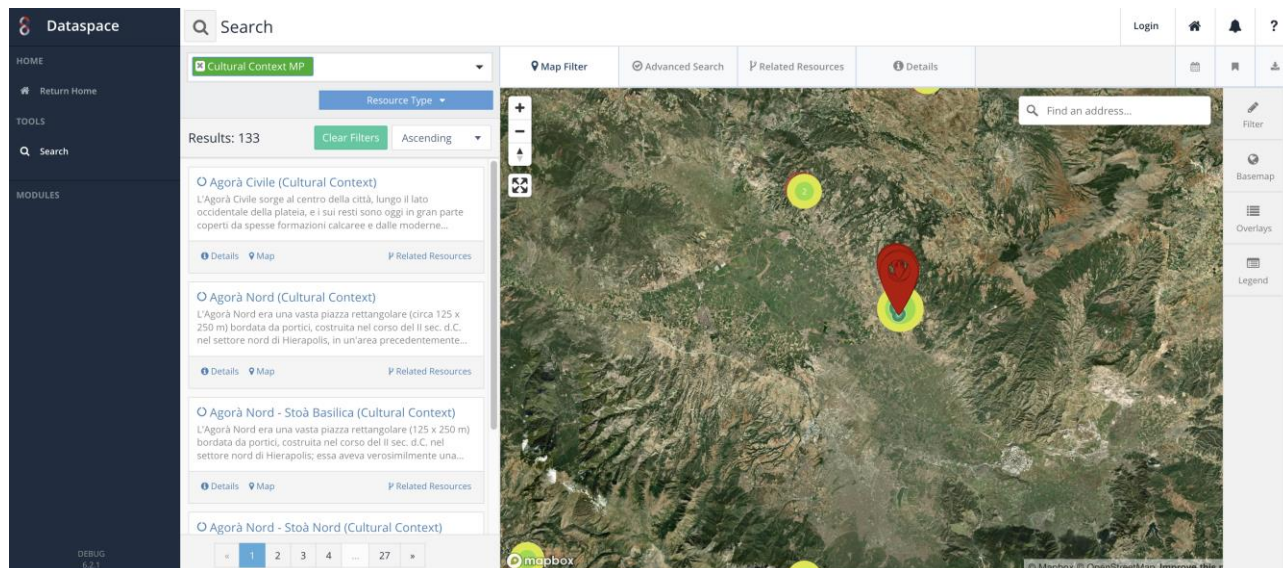 Dataspace
HOME
Return Home
TOOLS
Search
MODULES
DEBUG
6.2.1
Search
Login
?
Cultural Context MP
Resource Type
Results: 133
Clear Filters
Ascending
Agorà Civile (Cultural Context)
L'Agorà Civile sorge al centro della città, lungo il lato
occidentale della plateia, e i sui resti sono oggi in gran parte
coperti da spesse formazioni calcaree e dalle moderne...
Details Map Related Resources
Agorà Nord (Cultural Context)
L'Agorà Nord era una vasta piazza rettangolare (circa 125 x
250 m) bordata da portici, costruita nel corso del II sec. d.C.
nel settore nord di Hierapolis, in un'area precedentemente...
Details Map Related Resources
Agorà Nord - Stoà Basilica (Cultural Context)
L'Agorà Nord era una vasta piazza rettangolare (125 x 250 m)
bordata da portici, costruita nel corso del II sec. d.C. nel
settore nord di Hierapolis; essa aveva verosimilmente una...
Details Map Related Resources
Agorà Nord - Stoà Nord (Cultural Context)
« 1 2 3 4 ... 27 »
Map Filter
Advanced Search
Related Resources
Details
Find an address...
2
Filter
Basemap
Overlays
Legend
mapbox
© Mapbox © OpenStreetMap Improve this